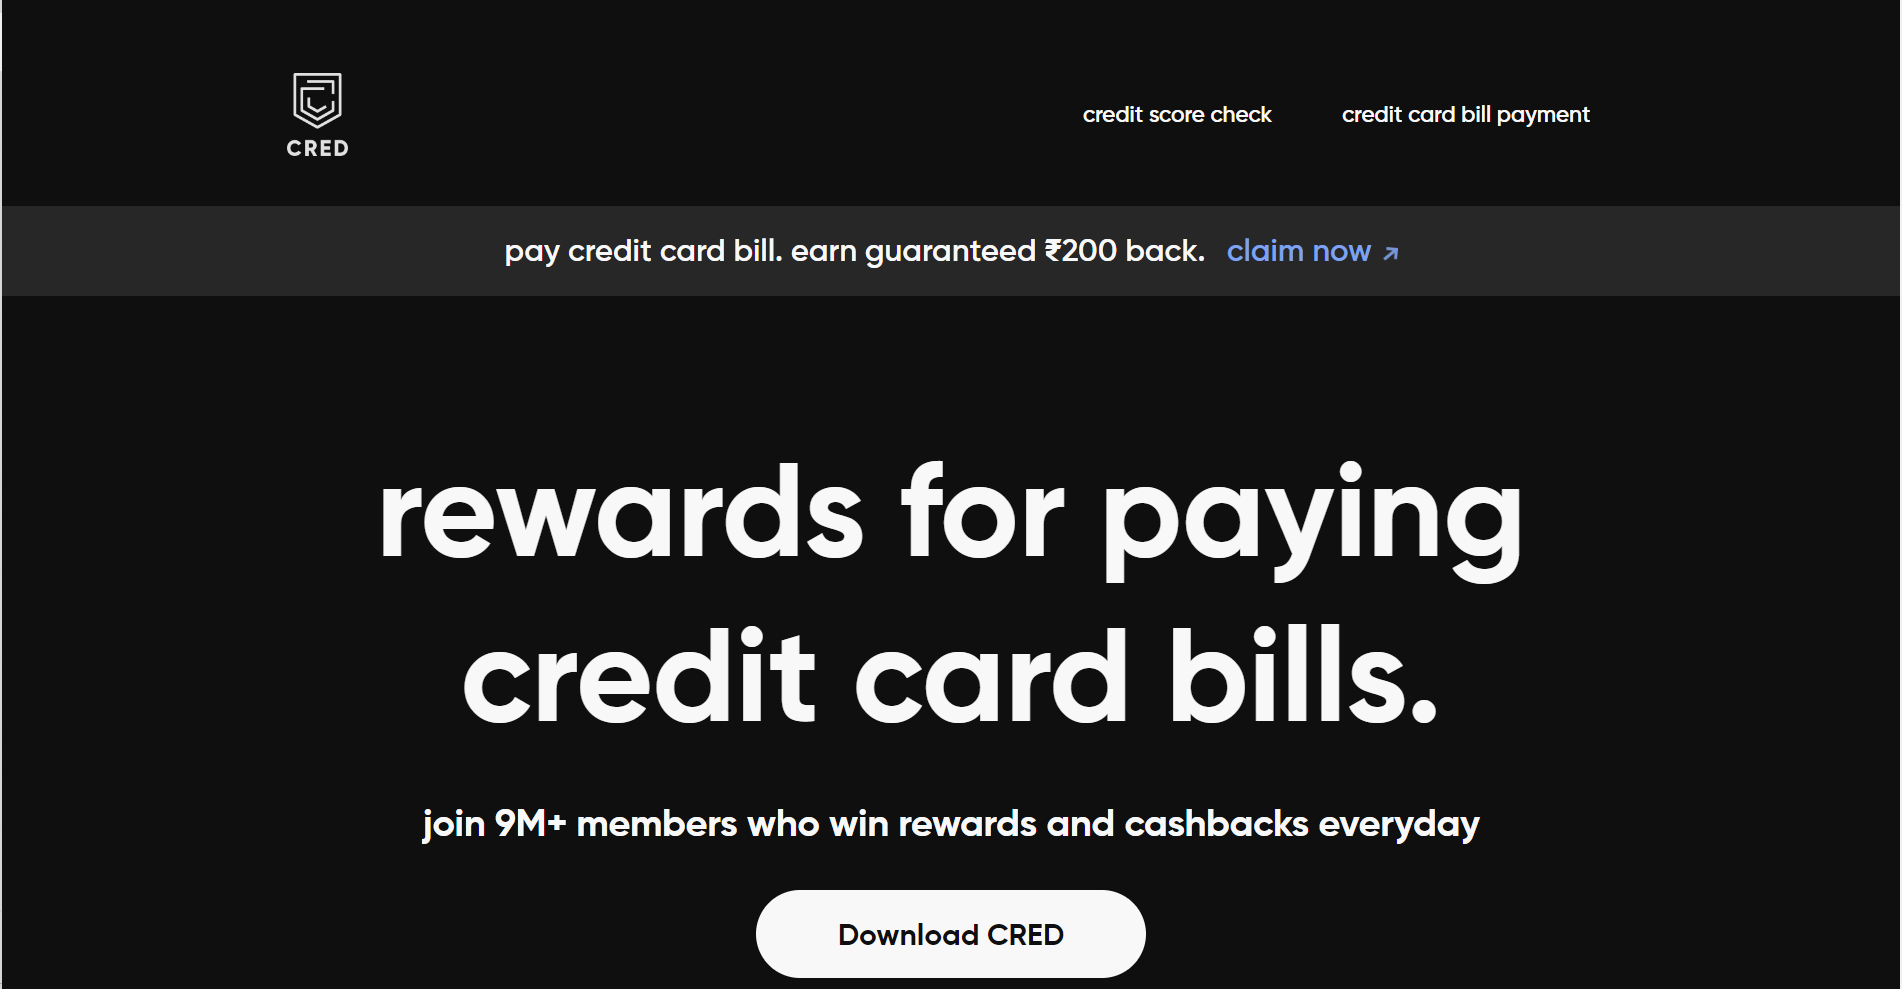 CRED
credit score check
credit card bill payment
pay credit card bill. earn guaranteed ₹200 back. claim now ↗
rewards for paying
credit card bills.
join 9M+ members who win rewards and cashbacks everyday
Download CRED